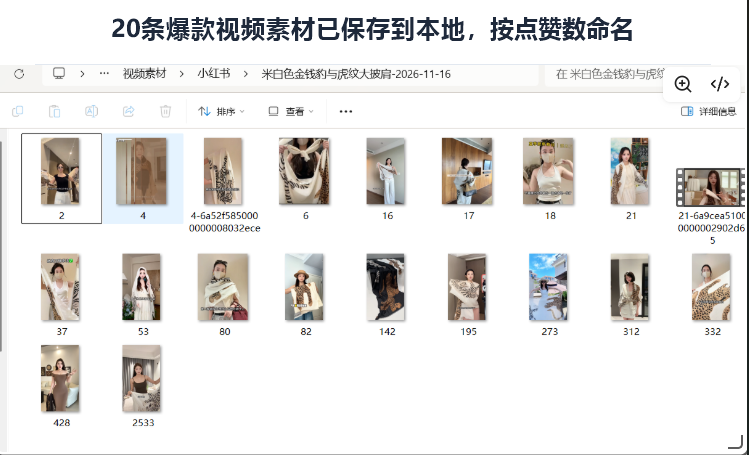 20条爆款视频素材已保存到本地，按点赞数命名
··· 视频素材 > 小红书 > 米白色金钱豹与虎纹大披肩-2026-11-16
在 米白色金钱豹与虎纹
排序
查看
···
详细信息
2
4
4-6a52f585000
00000008032ece
6
16
17
18
21
21-6a9cea5100
0000002902d6
5
37
53
80
82
142
195
273
312
332
428
2533